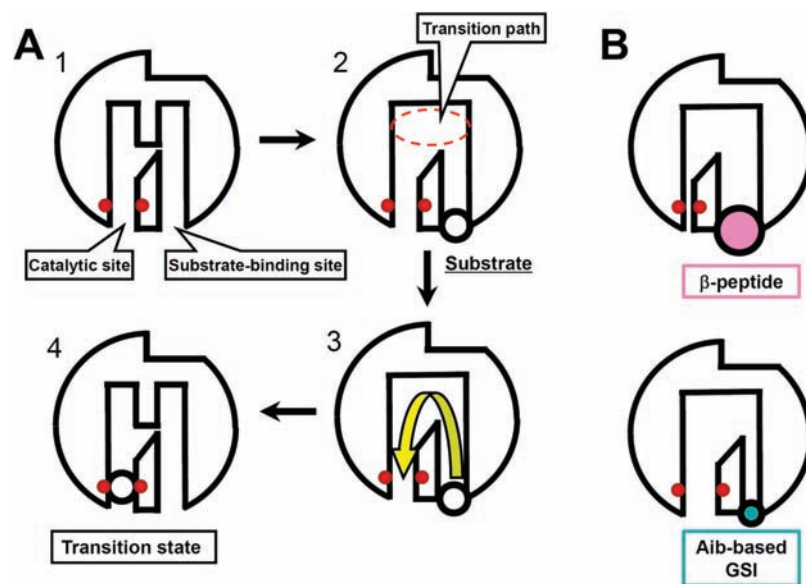 A
1
Transition path
2
B
Catalytic site
Substrate-binding site
Substrate
β-peptide
4
3
Transition state
Aib-based
GSI